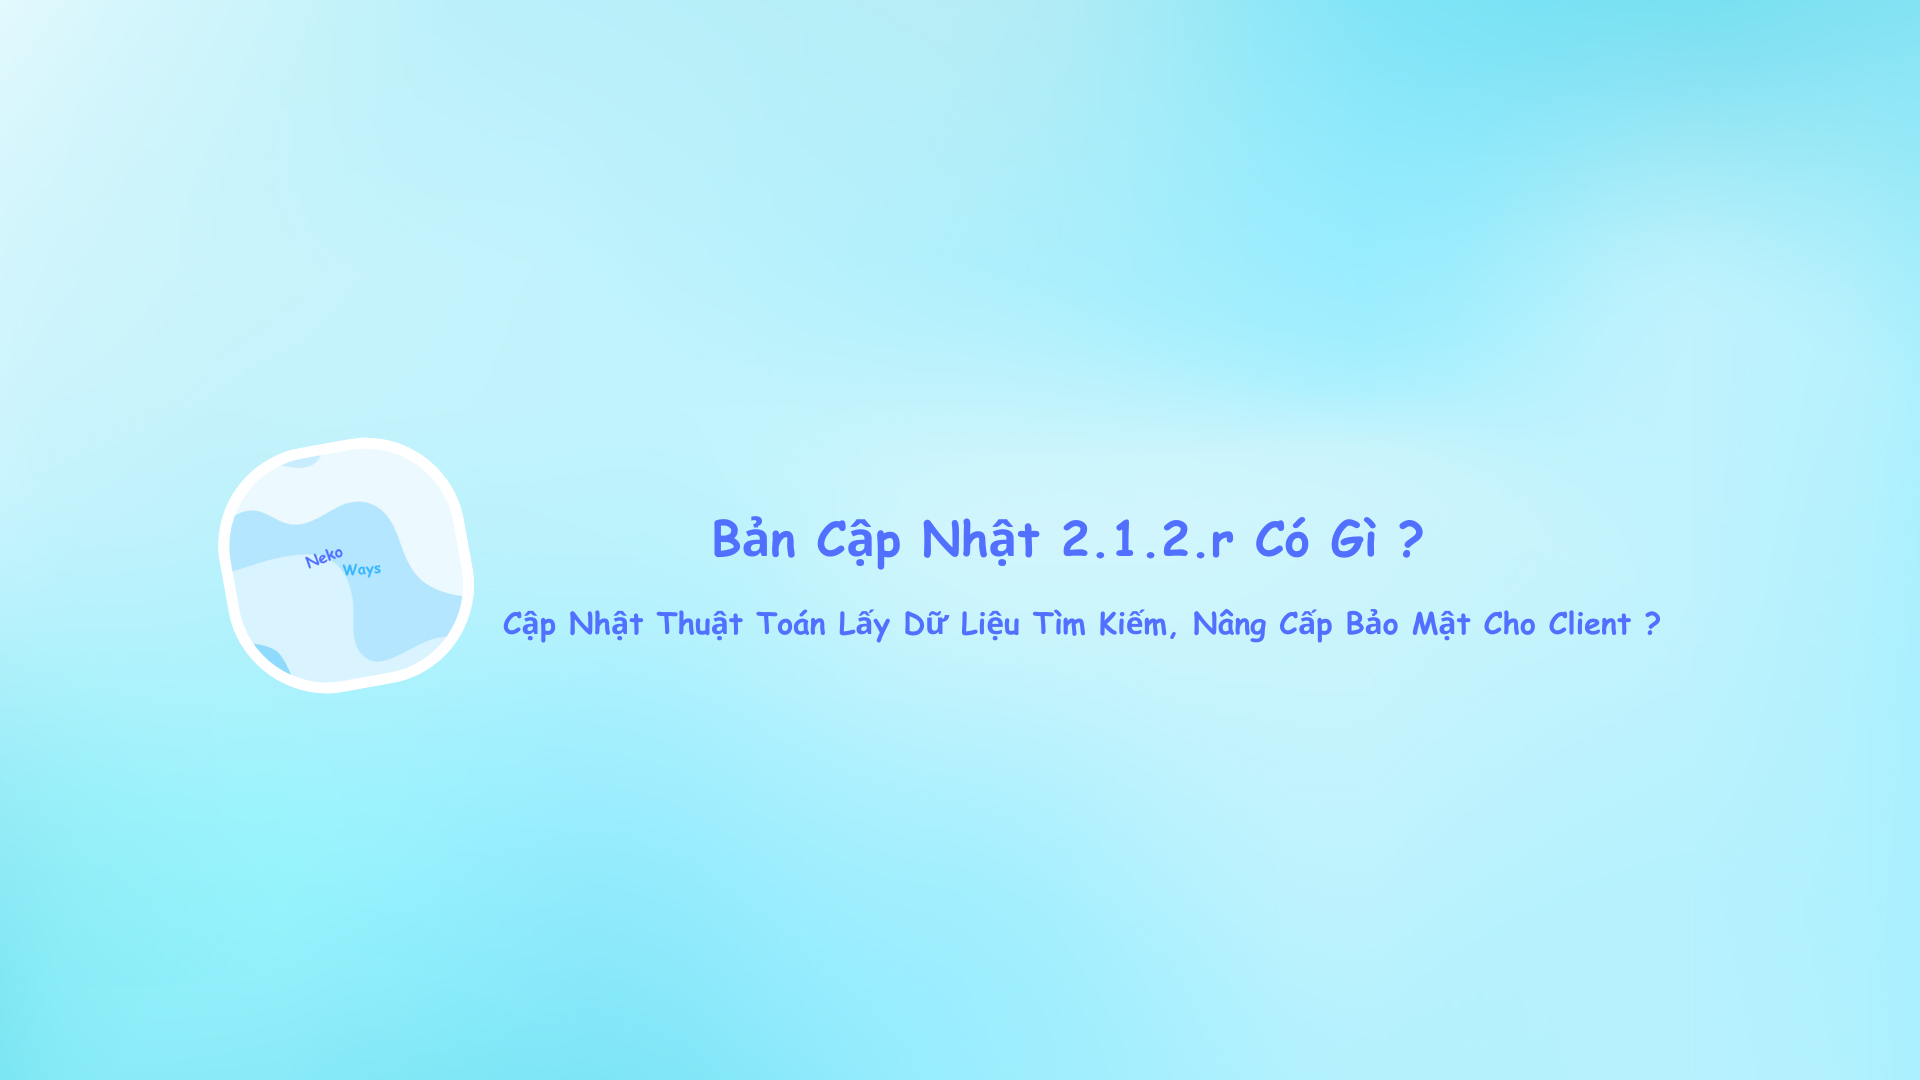 Neko
Ways
Bản Cập Nhật 2.1.2.r Có Gì ?
Cập Nhật Thuật Toán Lấy Dữ Liệu Tìm Kiếm, Nâng Cấp Bảo Mật Cho Client ?